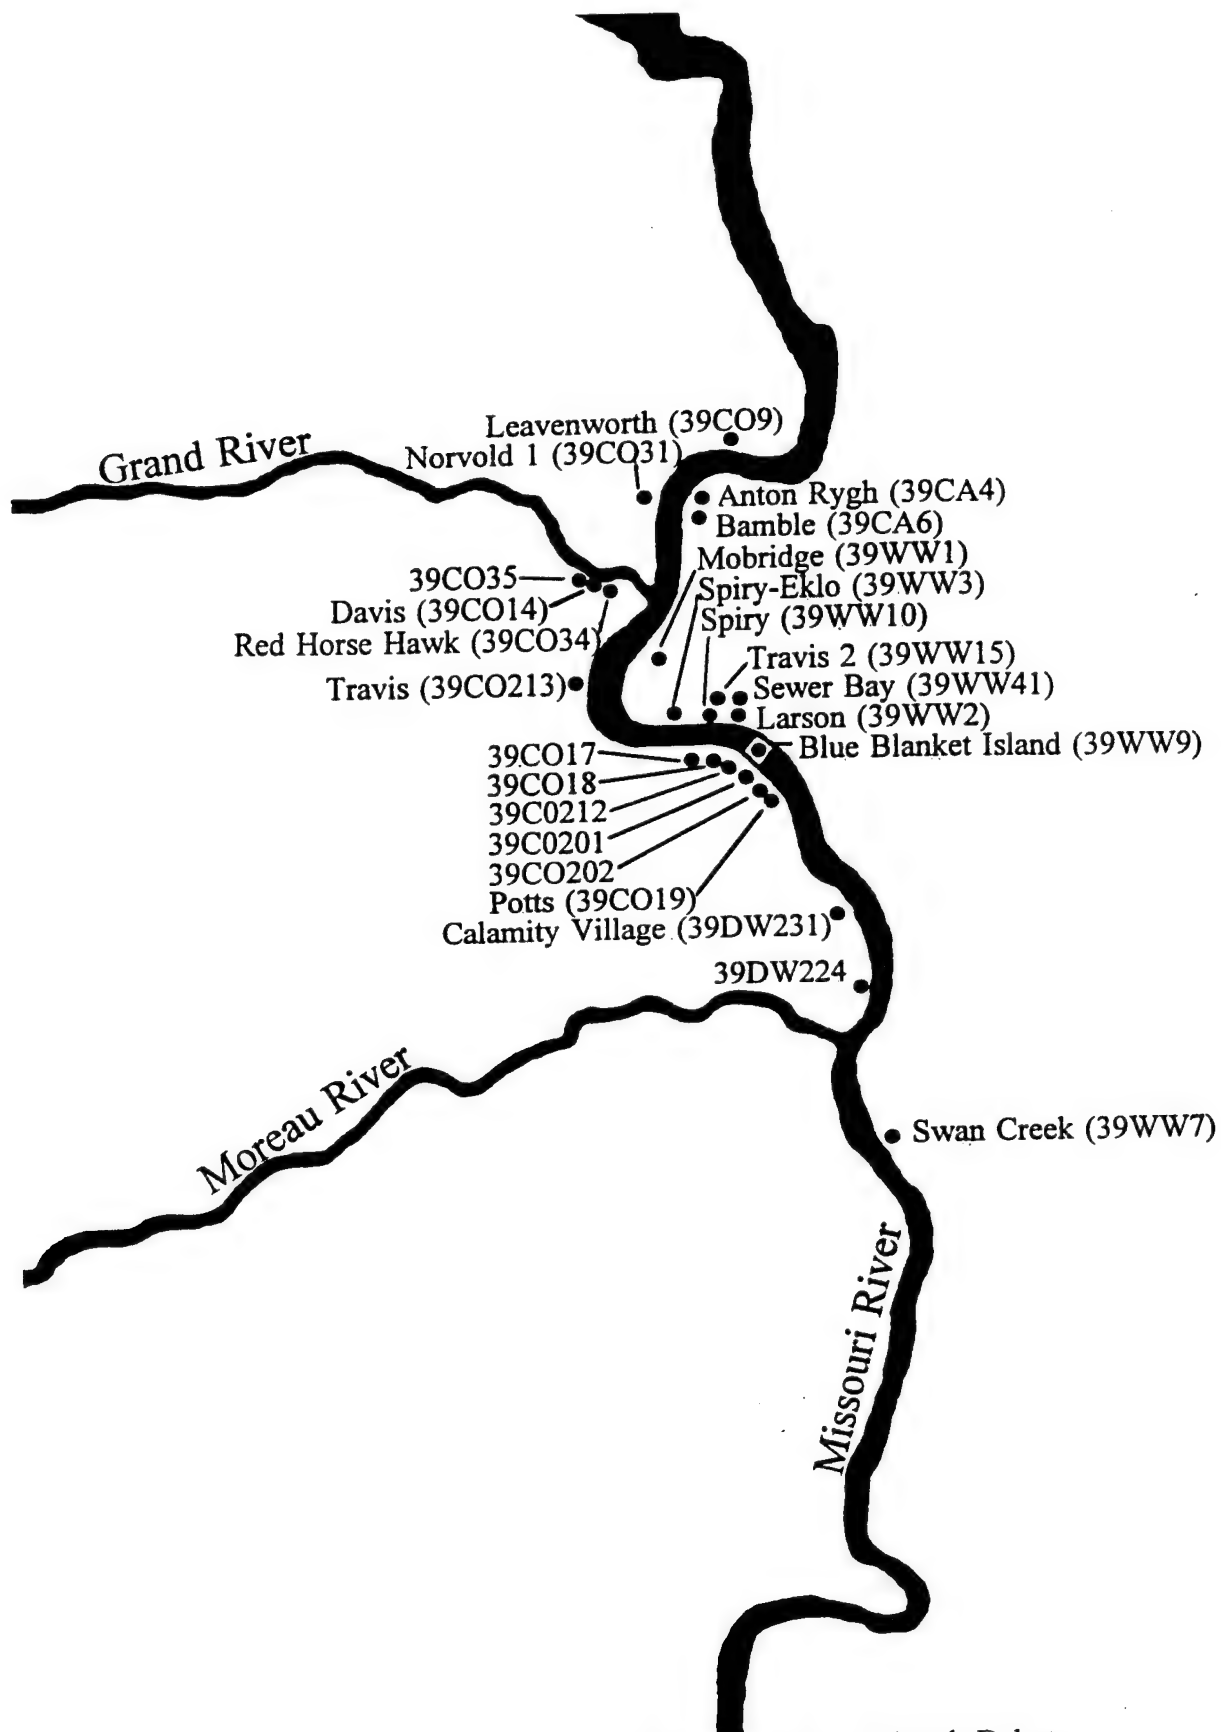 Leavenworth (39CO9)
Grand River
Norvold 1 (39CO31)
Anton Rygh (39CA4)
Bamble (39CA6)
Mobridge (39WW1)
39CO35
Spiry-Eklo (39WW3)
Davis (39CO14)
Spiry (39WW10)
Red Horse Hawk (39CO34)
Travis 2 (39WW15)
Travis (39CO213)
Sewer Bay (39WW41)
Larson (39WW2)
Blue Blanket Island (39WW9)
39CO17
39CO18
39C0212
39C0201
39CO202
Potts (39CO19)
Calamity Village (39DW231)
39DW224
Moreau River
Swan Creek (39WW7)
Missouri River